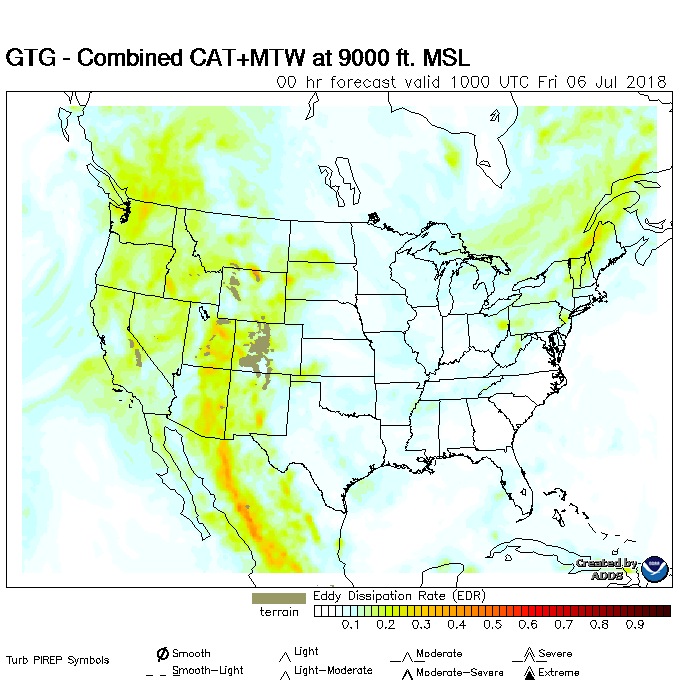 GTG - Combined CAT+MTW at 9000 ft. MSL
00 hr forecast valid 1000 UTC Fri 06 Jul 2018
Created by
ADDS
Eddy Dissipation Rate (EDR)
terrain
0.1 0.2 0.3 0.4 0.5 0.6 0.7 0.8 0.9
Turb PIREP Symbols
Smooth Light Moderate Severe
Smooth-Light Light-Moderate Moderate-Severe Extreme